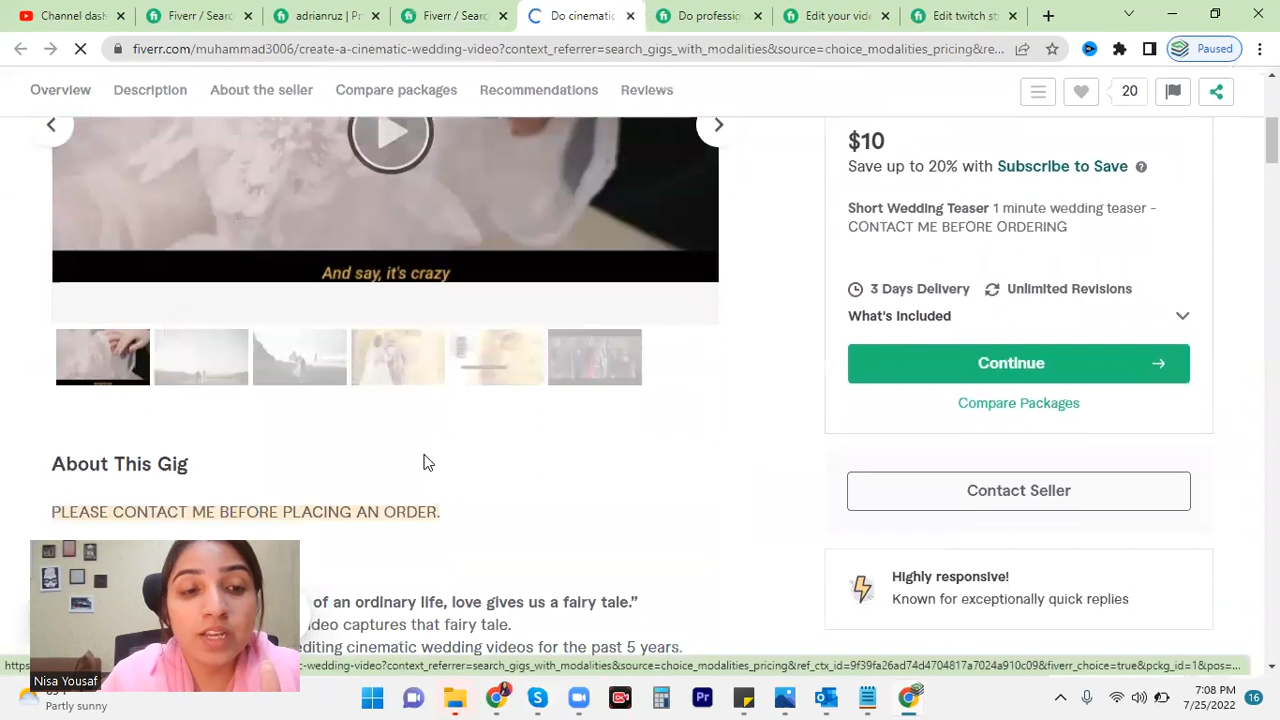 Channel dash
Fiverr / Sea
adrianruz | P
Fiverr / Sea
Do cinematic
Do professio
Edit your vide
Edit twitch st
fiverr.com/muhammad3006/create-a-cinematic-wedding-video?context_referrer=search_gigs_with_modalities&source=choice_modalities_pricing&re...
Paused
Overview
Description
About the seller
Compare packages
Recommendations
Reviews
20
$10
Save up to 20% with Subscribe to Save
Short Wedding Teaser 1 minute wedding teaser -
CONTACT ME BEFORE ORDERING
And say, it's crazy
3 Days Delivery
Unlimited Revisions
What's Included
Continue
Compare Packages
About This Gig
Contact Seller
PLEASE CONTACT ME BEFORE PLACING AN ORDER.
Highly responsive!
Known for exceptionally quick replies
of an ordinary life, love gives us a fairy tale.”
ideo captures that fairy tale.
editing cinematic wedding videos for the past 5 years.
Nisa Yousaf
Partly sunny
7:08 PM
7/25/2022
16